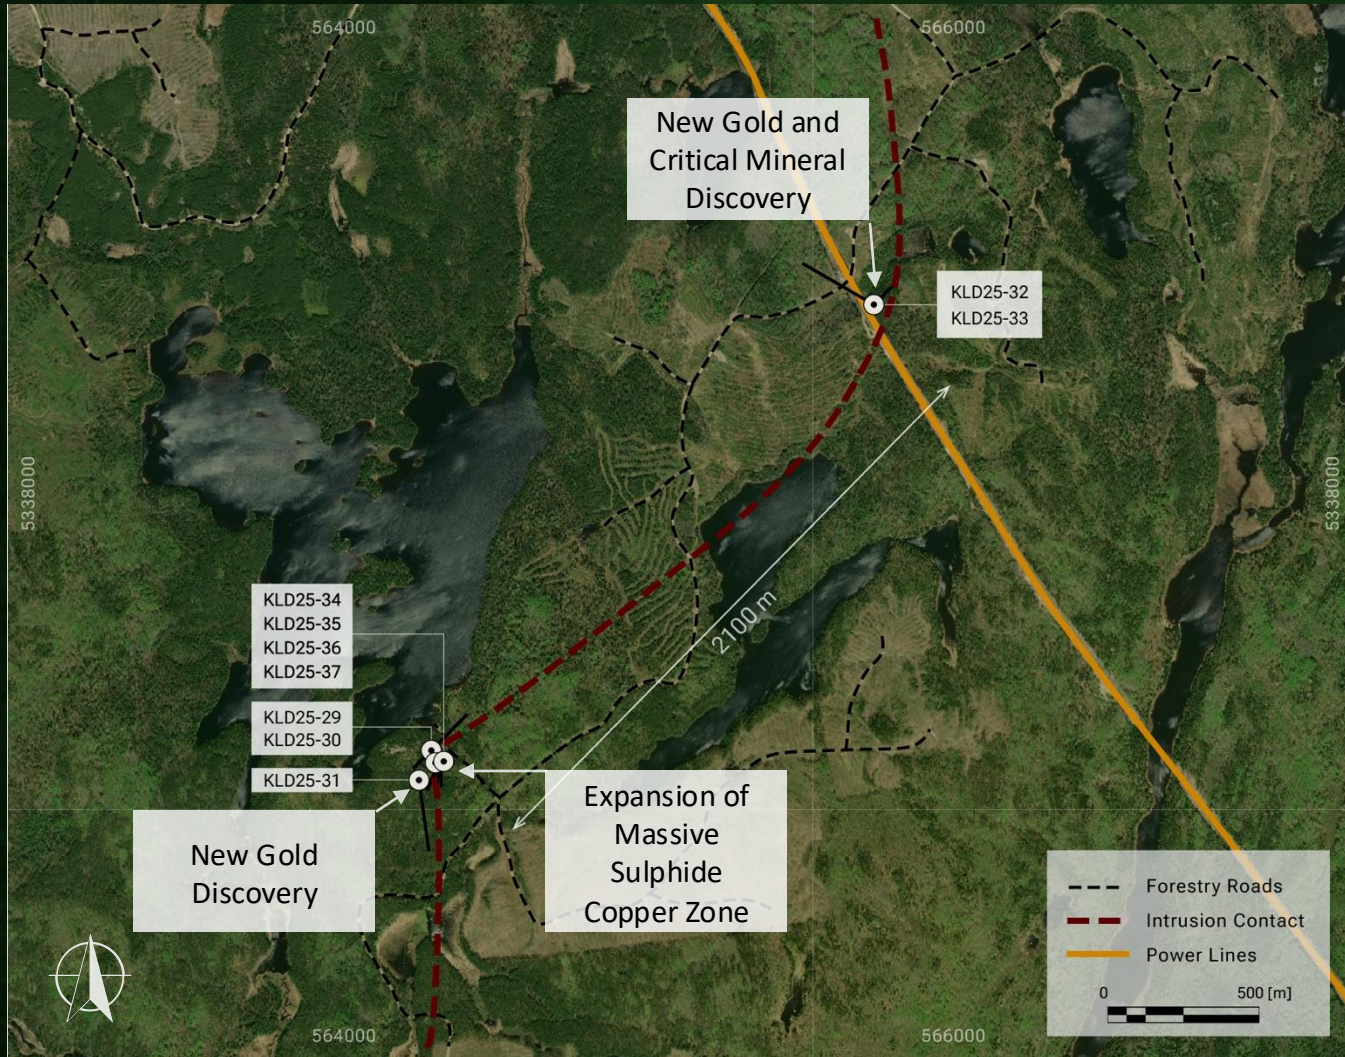 564000
566000
New Gold and
Critical Mineral
Discovery
KLD25-32
KLD25-33
5338000
5338000
2100 m
KLD25-34
KLD25-35
KLD25-36
KLD25-37
KLD25-29
KLD25-30
KLD25-31
New Gold
Discovery
Expansion of
Massive
Sulphide
Copper Zone
Forestry Roads
Intrusion Contact
Power Lines
0 500 [m]
564000
566000